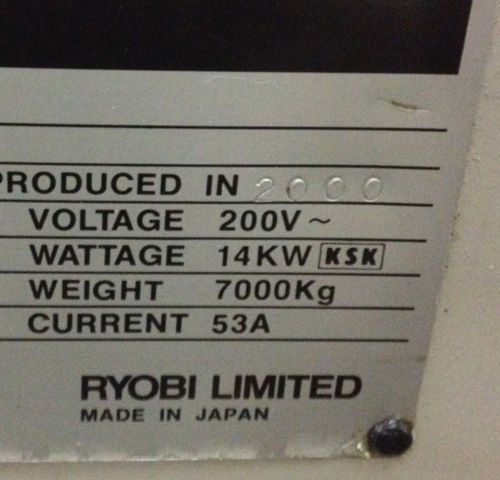 PRODUCED IN 2000
VOLTAGE 200V~
WATTAGE 14KW KSK
WEIGHT 7000Kg
CURRENT 53A
RYOBI LIMITED
MADE IN JAPAN